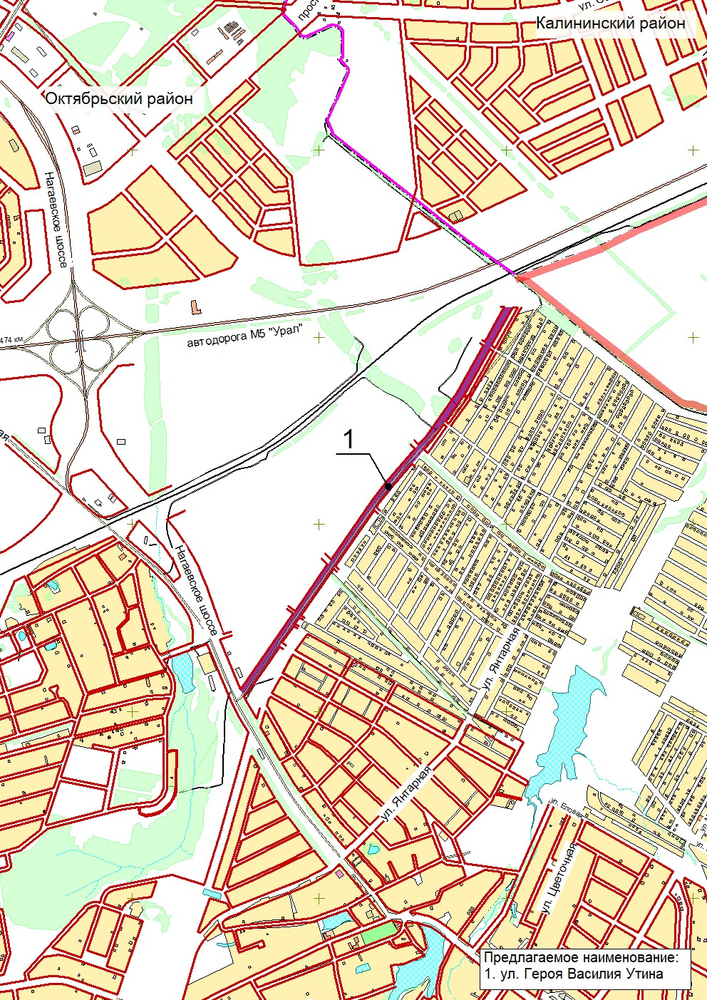 Калининский район
Октябрьский район
Нагаевское шоссе
474 км.
автодорога М5 "Урал"
1
Нагаевское шоссе
ул. Янтарная
ул. Янтарная
ул. Еловая
ул. Цветочная
Предлагаемое наименование:
1. ул. Героя Василия Утина